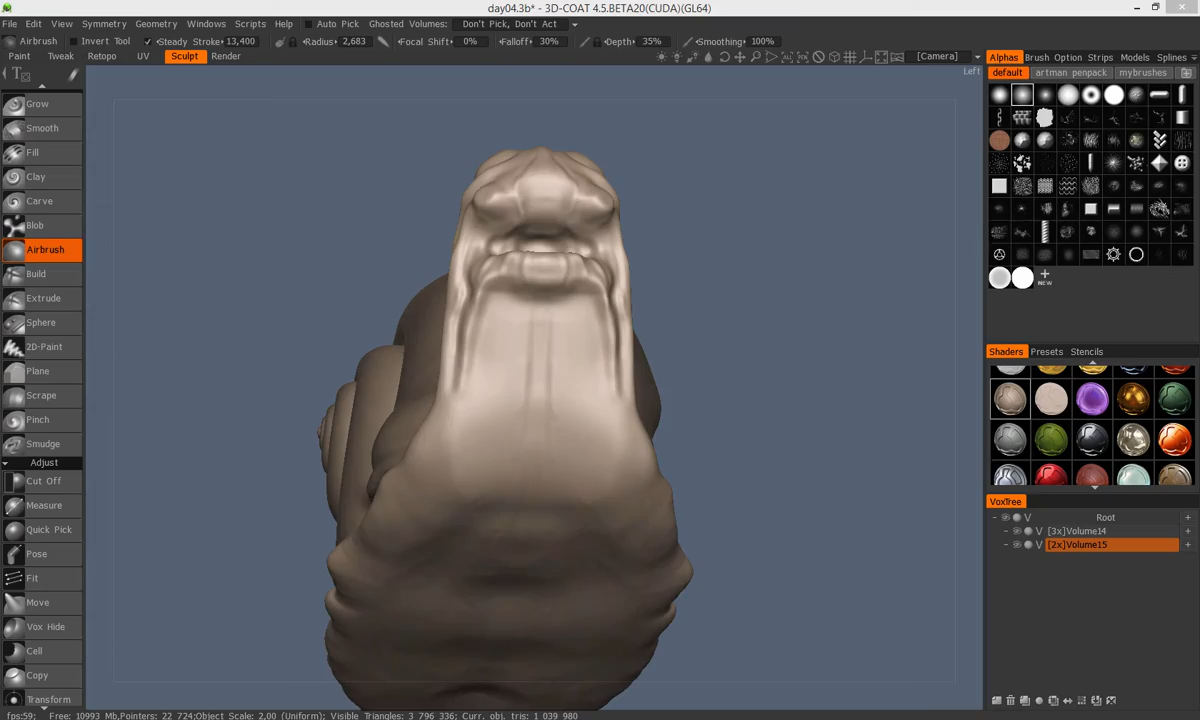 day04.3b* - 3D-COAT 4.5.BETA20(CUDA)(GL64)
File Edit View Symmetry Geometry Windows Scripts Help Auto Pick Ghosted Volumes: Don't Pick, Don't Act
Airbrush Invert Tool Steady Stroke 13,400 Radius 2,683 Focal Shift 0% Falloff 30% Depth 35% Smoothing 100%
Paint Tweak Retopo UV Sculpt Render [Camera]
Left
Alphas Brush Option Strips Models Splines
default artman penpack mybrushes
NEW
Grow
Smooth
Fill
Clay
Carve
Blob
Airbrush
Build
Extrude
Sphere
2D-Paint
Plane
Scrape
Pinch
Smudge
Adjust
Cut Off
Measure
Quick Pick
Pose
Fit
Move
Vox Hide
Cell
Copy
Transform
Shaders Presets Stencils
VoxTree
V Root +
V [3x]Volume14 +
V [2x]Volume15 +
fps:59; Free: 10993 Mb,Pointers: 22 724;Object Scale: 2,00 (Uniform); Visible Triangles: 3 796 336; Curr. obj. tris: 1 039 980